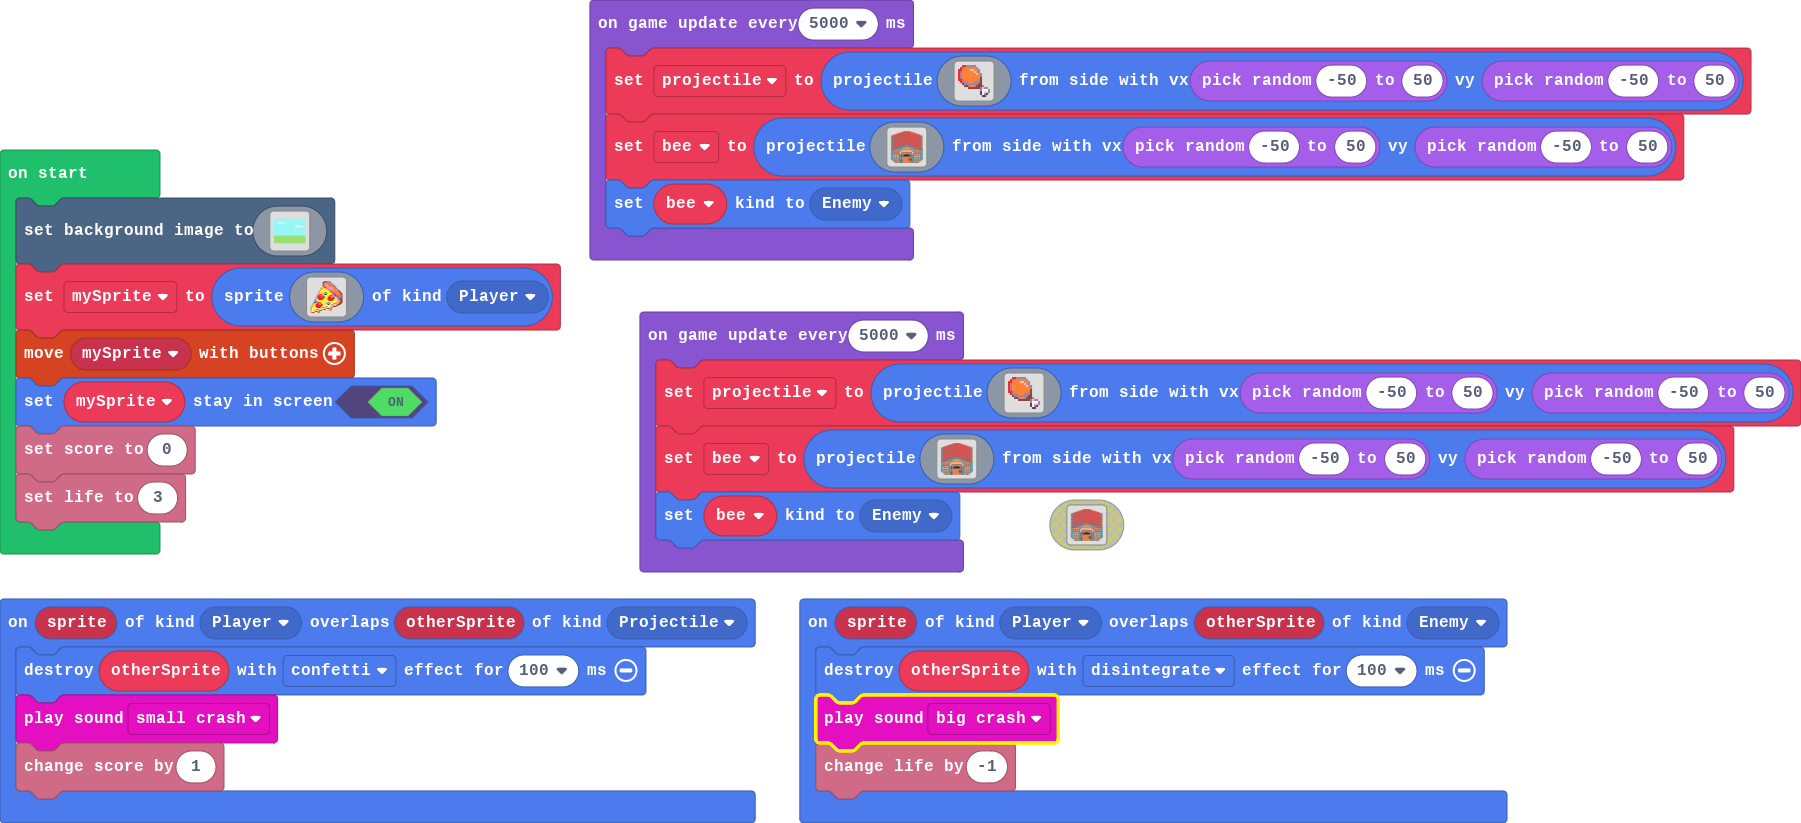 on game update every 5000 ms
set projectile to projectile from side with vx pick random -50 to 50 vy pick random -50 to 50
set bee to projectile from side with vx pick random -50 to 50 vy pick random -50 to 50
set bee kind to Enemy
on start
set background image to
set mySprite to sprite of kind Player
move mySprite with buttons
set mySprite stay in screen ON
set score to 0
set life to 3
on game update every 5000 ms
set projectile to projectile from side with vx pick random -50 to 50 vy pick random -50 to 50
set bee to projectile from side with vx pick random -50 to 50 vy pick random -50 to 50
set bee kind to Enemy
on sprite of kind Player overlaps otherSprite of kind Projectile
destroy otherSprite with confetti effect for 100 ms
play sound small crash
change score by 1
on sprite of kind Player overlaps otherSprite of kind Enemy
destroy otherSprite with disintegrate effect for 100 ms
play sound big crash
change life by -1